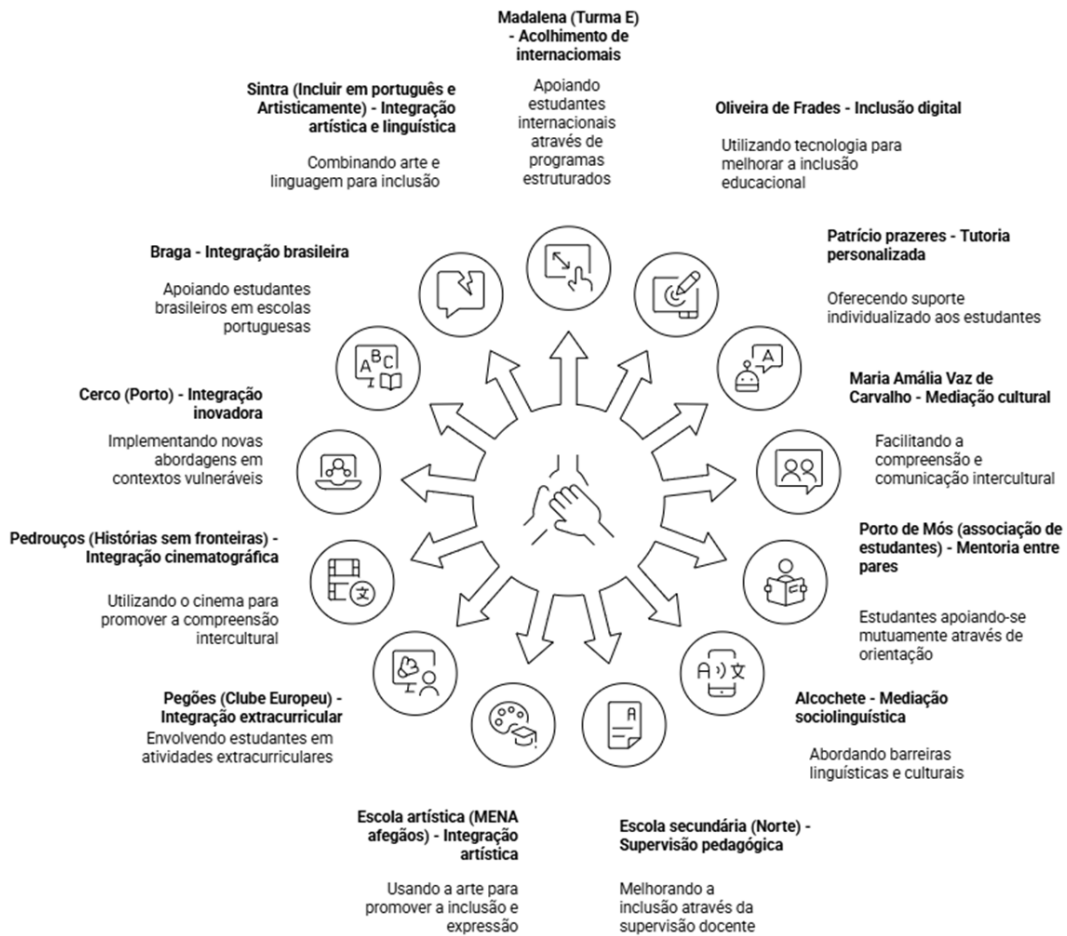 Madalena (Turma E)
- Acolhimento de
internaciomais
Apoiando
estudantes
internacionais
através de
programas
estruturados
Oliveira de Frades - Inclusão digital
Utilizando tecnologia para
melhorar a inclusão
educacional
Patrício prazeres - Tutoria
personalizada
Oferecendo suporte
individualizado aos estudantes
Maria Amália Vaz de
Carvalho - Mediação cultural
Facilitando a
compreensão e
comunicação intercultural
Porto de Mós (associação de
estudantes) - Mentoria entre
pares
Estudantes apoiando-se
mutuamente através de
orientação
Alcochete - Mediação
sociolinguística
Abordando barreiras
linguísticas e culturais
Escola secundária (Norte) -
Supervisão pedagógica
Melhorando a
inclusão através da
supervisão docente
Escola artística (MENA
afegãos) - Integração
artística
Usando a arte para
promover a inclusão e
expressão
Pegões (Clube Europeu) -
Integração extracurricular
Envolvendo estudantes em
atividades extracurriculares
Pedrouços (Histórias sem fronteiras) -
Integração cinematográfica
Utilizando o cinema para
promover a compreensão
intercultural
Cerco (Porto) - Integração
inovadora
Implementando novas
abordagens em
contextos vulneráveis
Braga - Integração brasileira
Apoiando estudantes
brasileiros em escolas
portuguesas
Sintra (Incluir em português e
Artisticamente) - Integração
artística e linguística
Combinando arte e
linguagem para inclusão
A
A 文
A
文
ABC